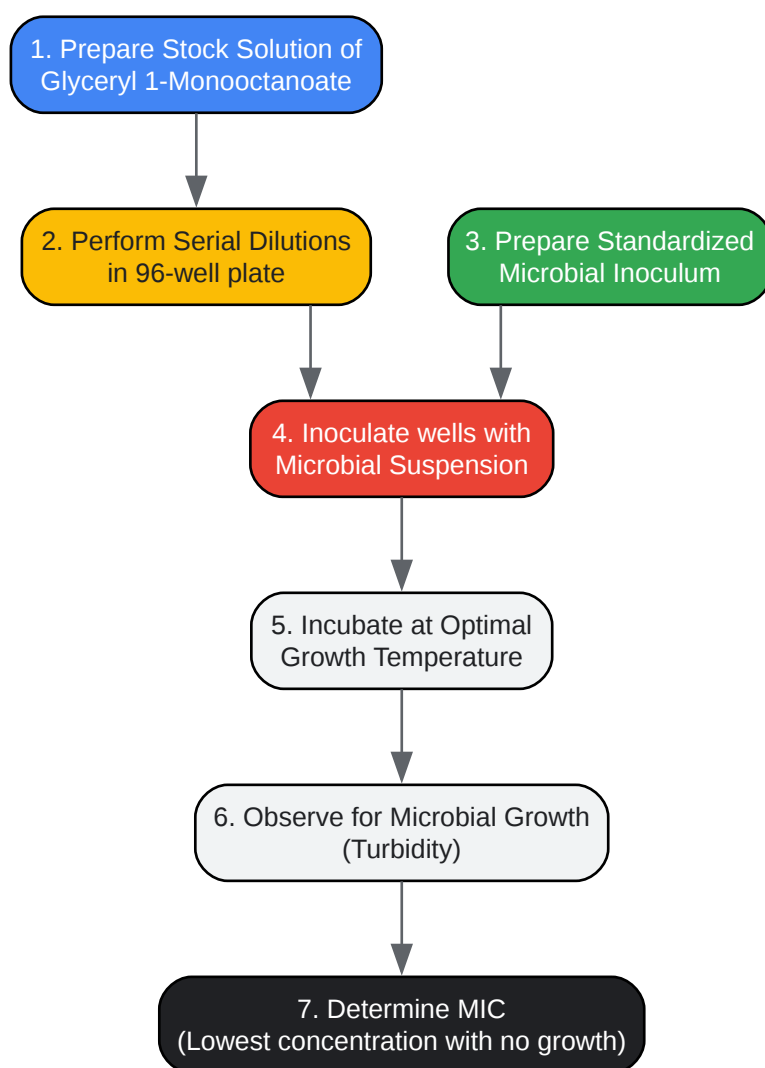 1. Prepare Stock Solution of
Glyceryl 1-Monooctanoate
2. Perform Serial Dilutions
in 96-well plate
3. Prepare Standardized
Microbial Inoculum
4. Inoculate wells with
Microbial Suspension
5. Incubate at Optimal
Growth Temperature
6. Observe for Microbial Growth
(Turbidity)
7. Determine MIC
(Lowest concentration with no growth)